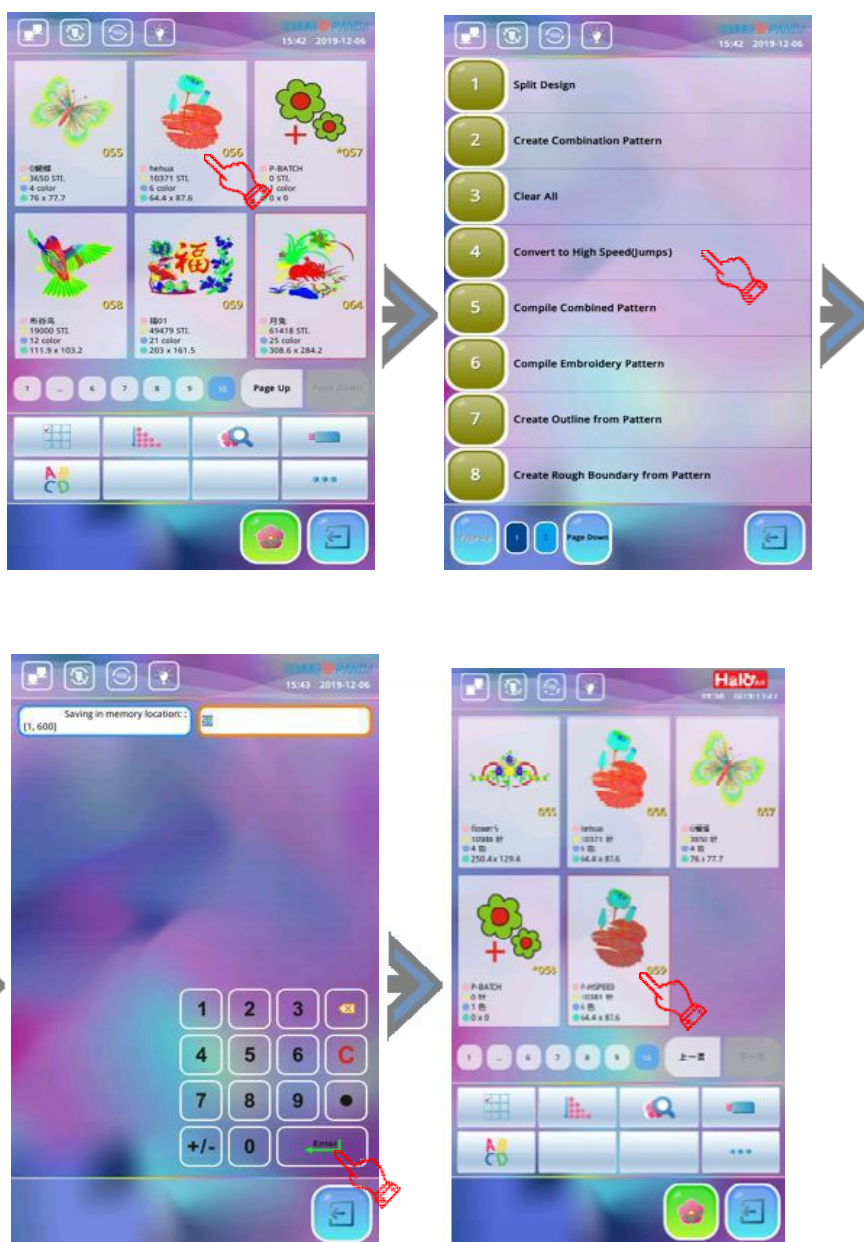 15:42 2019-12-06
055
056
*057
0蝴蝶
3650 STI.
4 color
76 x 77.7
hehua
10371 STI.
6 color
64.4 x 87.6
P-BATCH
0 STI.
1 color
0 x 0
058
059
064
布谷鸟
19000 STI.
12 color
111.9 x 103.2
福01
49479 STI.
21 color
203 x 161.5
月兔
61418 STI.
25 color
308.6 x 284.2
1
...
6
7
8
9
10
Page Up
Page Down
ABCD
15:42 2019-12-06
1 Split Design
2 Create Combination Pattern
3 Clear All
4 Convert to High Speed(Jumps)
5 Compile Combined Pattern
6 Compile Embroidery Pattern
7 Create Outline from Pattern
8 Create Rough Boundary from Pattern
Page Up
1
2
Page Down
15:43 2019-12-06
Saving in memory location: :
[1, 600]
1 2 3
4 5 6 C
7 8 9
+/- 0 Enter
Halo
055
056
057
flower5
10986 针
4 色
250.4 x 129.4
hehua
10371 针
6 色
64.4 x 87.6
0蝴蝶
3650 针
4 色
76 x 77.7
*058
059
P-BATCH
0 针
1 色
0 x 0
F-HSPEED
10381 针
6 色
64.4 x 87.6
1
...
6
7
8
9
10
上一页
下一页
ABCD